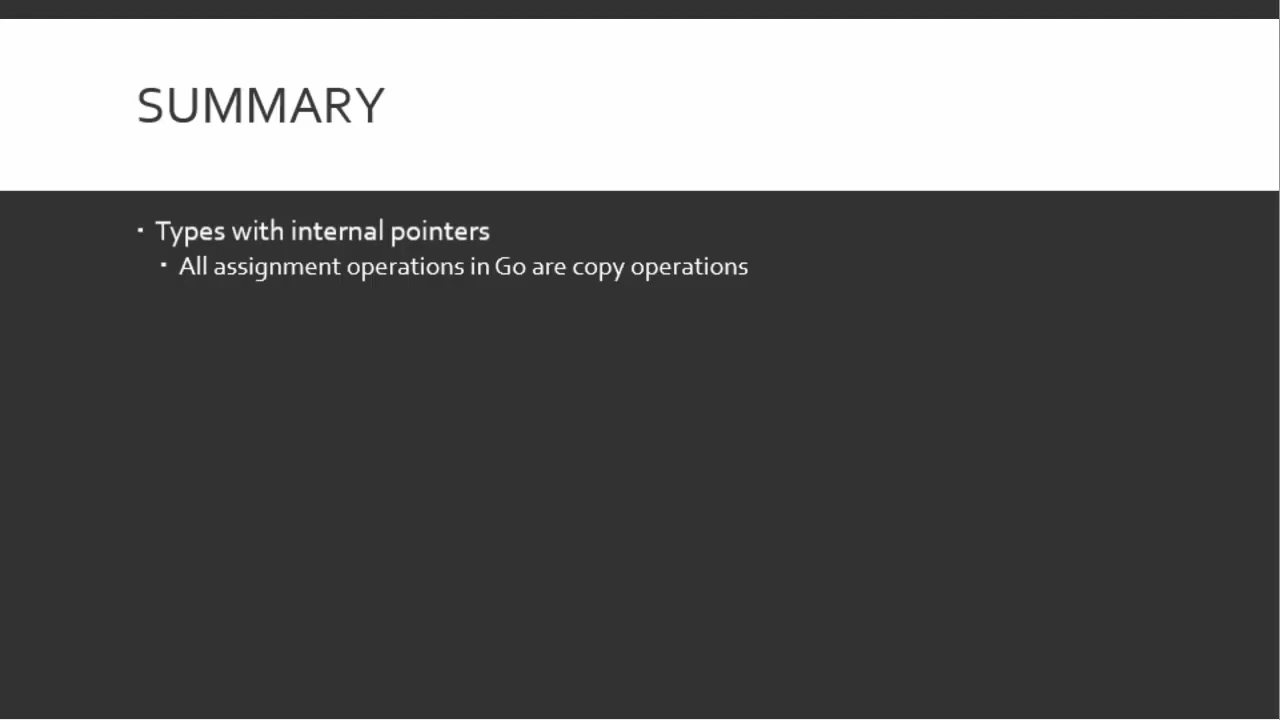 SUMMARY
▪ Types with internal pointers
▪ All assignment operations in Go are copy operations